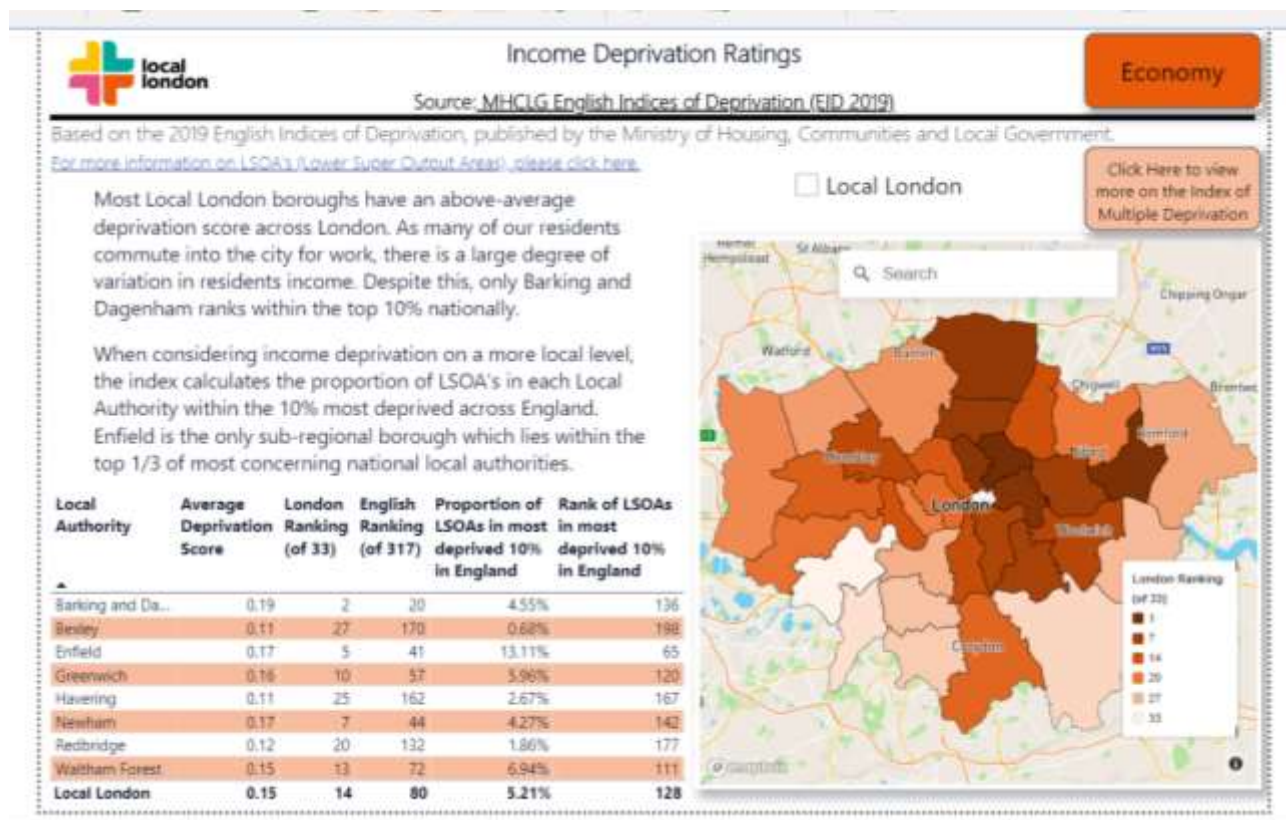 local
london
Income Deprivation Ratings
Source: MHCLG English Indices of Deprivation (EID 2019)
Economy
Based on the 2019 English Indices of Deprivation, published by the Ministry of Housing, Communities and Local Government.
For more information on LSOA's (Lower Super Output Areas), please click here.
Local London
Click Here to view
more on the Index of
Multiple Deprivation
Most Local London boroughs have an above-average
deprivation score across London. As many of our residents
commute into the city for work, there is a large degree of
variation in residents income. Despite this, only Barking and
Dagenham ranks within the top 10% nationally.
When considering income deprivation on a more local level,
the index calculates the proportion of LSOA's in each Local
Authority within the 10% most deprived across England.
Enfield is the only sub-regional borough which lies within the
top 1/3 of most concerning national local authorities.
Local Authority Average Deprivation Score London Ranking (of 33) English Ranking (of 317) Proportion of LSOAs in most deprived 10% in England Rank of LSOAs in most deprived 10% in England
Barking and Da... 0.19 2 20 4.55% 136
Bexley 0.11 27 170 0.68% 198
Enfield 0.17 5 41 13.11% 65
Greenwich 0.16 10 57 5.96% 120
Havering 0.11 25 162 2.67% 167
Newham 0.17 7 44 4.27% 142
Redbridge 0.12 20 132 1.86% 177
Waltham Forest 0.15 13 72 6.94% 111
Local London 0.15 14 80 5.21% 128
Hemel
Hempstead
Search
Chipping Ongar
Watford
Barnet
Chigwell
Ilford
Romford
Wembley
London
Woolwich
Croydon
London Ranking
(of 33)
1
7
14
20
27
33
mapbox